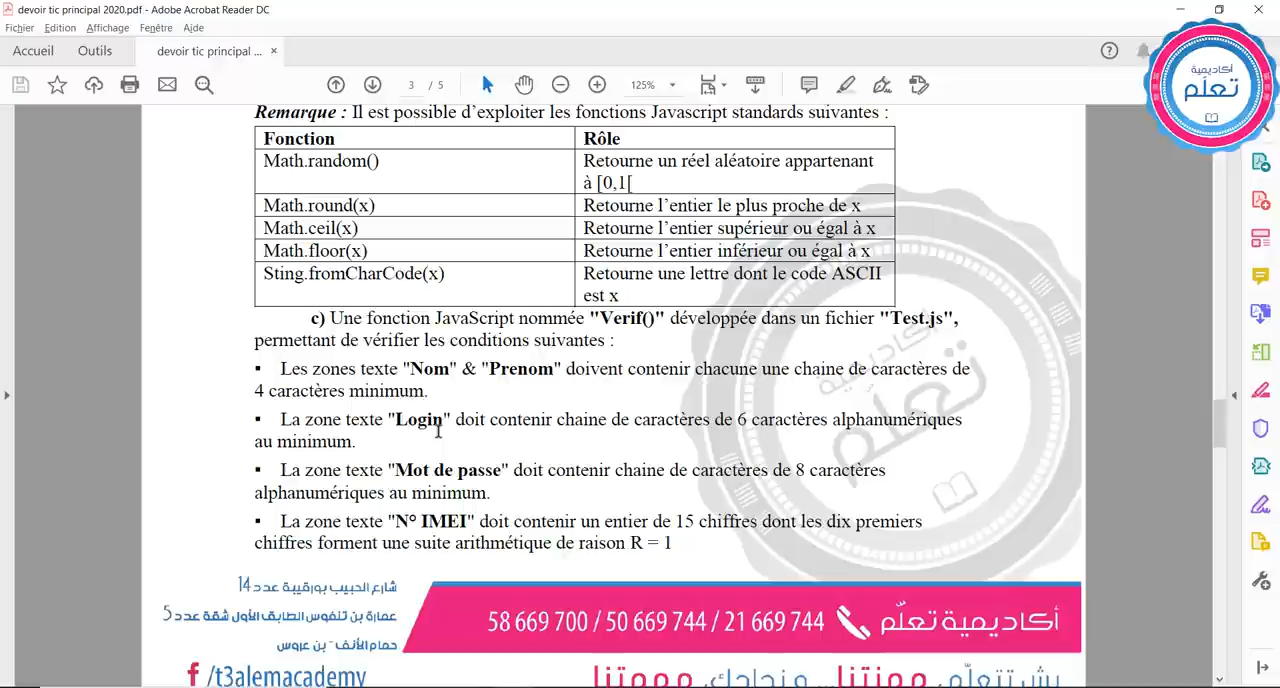 devoir tic principal 2020.pdf - Adobe Acrobat Reader DC
Fichier Edition Affichage Fenêtre Aide
Accueil Outils devoir tic principal ... ×
3 / 5 125%
أكاديمية
تعلّم
Remarque : Il est possible d'exploiter les fonctions Javascript standards suivantes :
Fonction Rôle
Math.random() Retourne un réel aléatoire appartenant
à [0,1[
Math.round(x) Retourne l'entier le plus proche de x
Math.ceil(x) Retourne l'entier supérieur ou égal à x
Math.floor(x) Retourne l'entier inférieur ou égal à x
Sting.fromCharCode(x) Retourne une lettre dont le code ASCII
est x
c) Une fonction JavaScript nommée "Verif()" développée dans un fichier "Test.js",
permettant de vérifier les conditions suivantes :
▪ Les zones texte "Nom" & "Prenom" doivent contenir chacune une chaine de caractères de
4 caractères minimum.
▪ La zone texte "Login" doit contenir chaine de caractères de 6 caractères alphanumériques
au minimum.
▪ La zone texte "Mot de passe" doit contenir chaine de caractères de 8 caractères
alphanumériques au minimum.
▪ La zone texte "N° IMEI" doit contenir un entier de 15 chiffres dont les dix premiers
chiffres forment une suite arithmétique de raison R = 1
أكاديمية
تعلّم
شارع الحبيب بورقيبة عدد 14
عمارة بن تنفوس الطابق الأول شقة عدد 5
حمام الأنف - بن عروس
58 669 700 / 50 669 744 / 21 669 744 أكاديمية تعلّم
/t3alemacademy